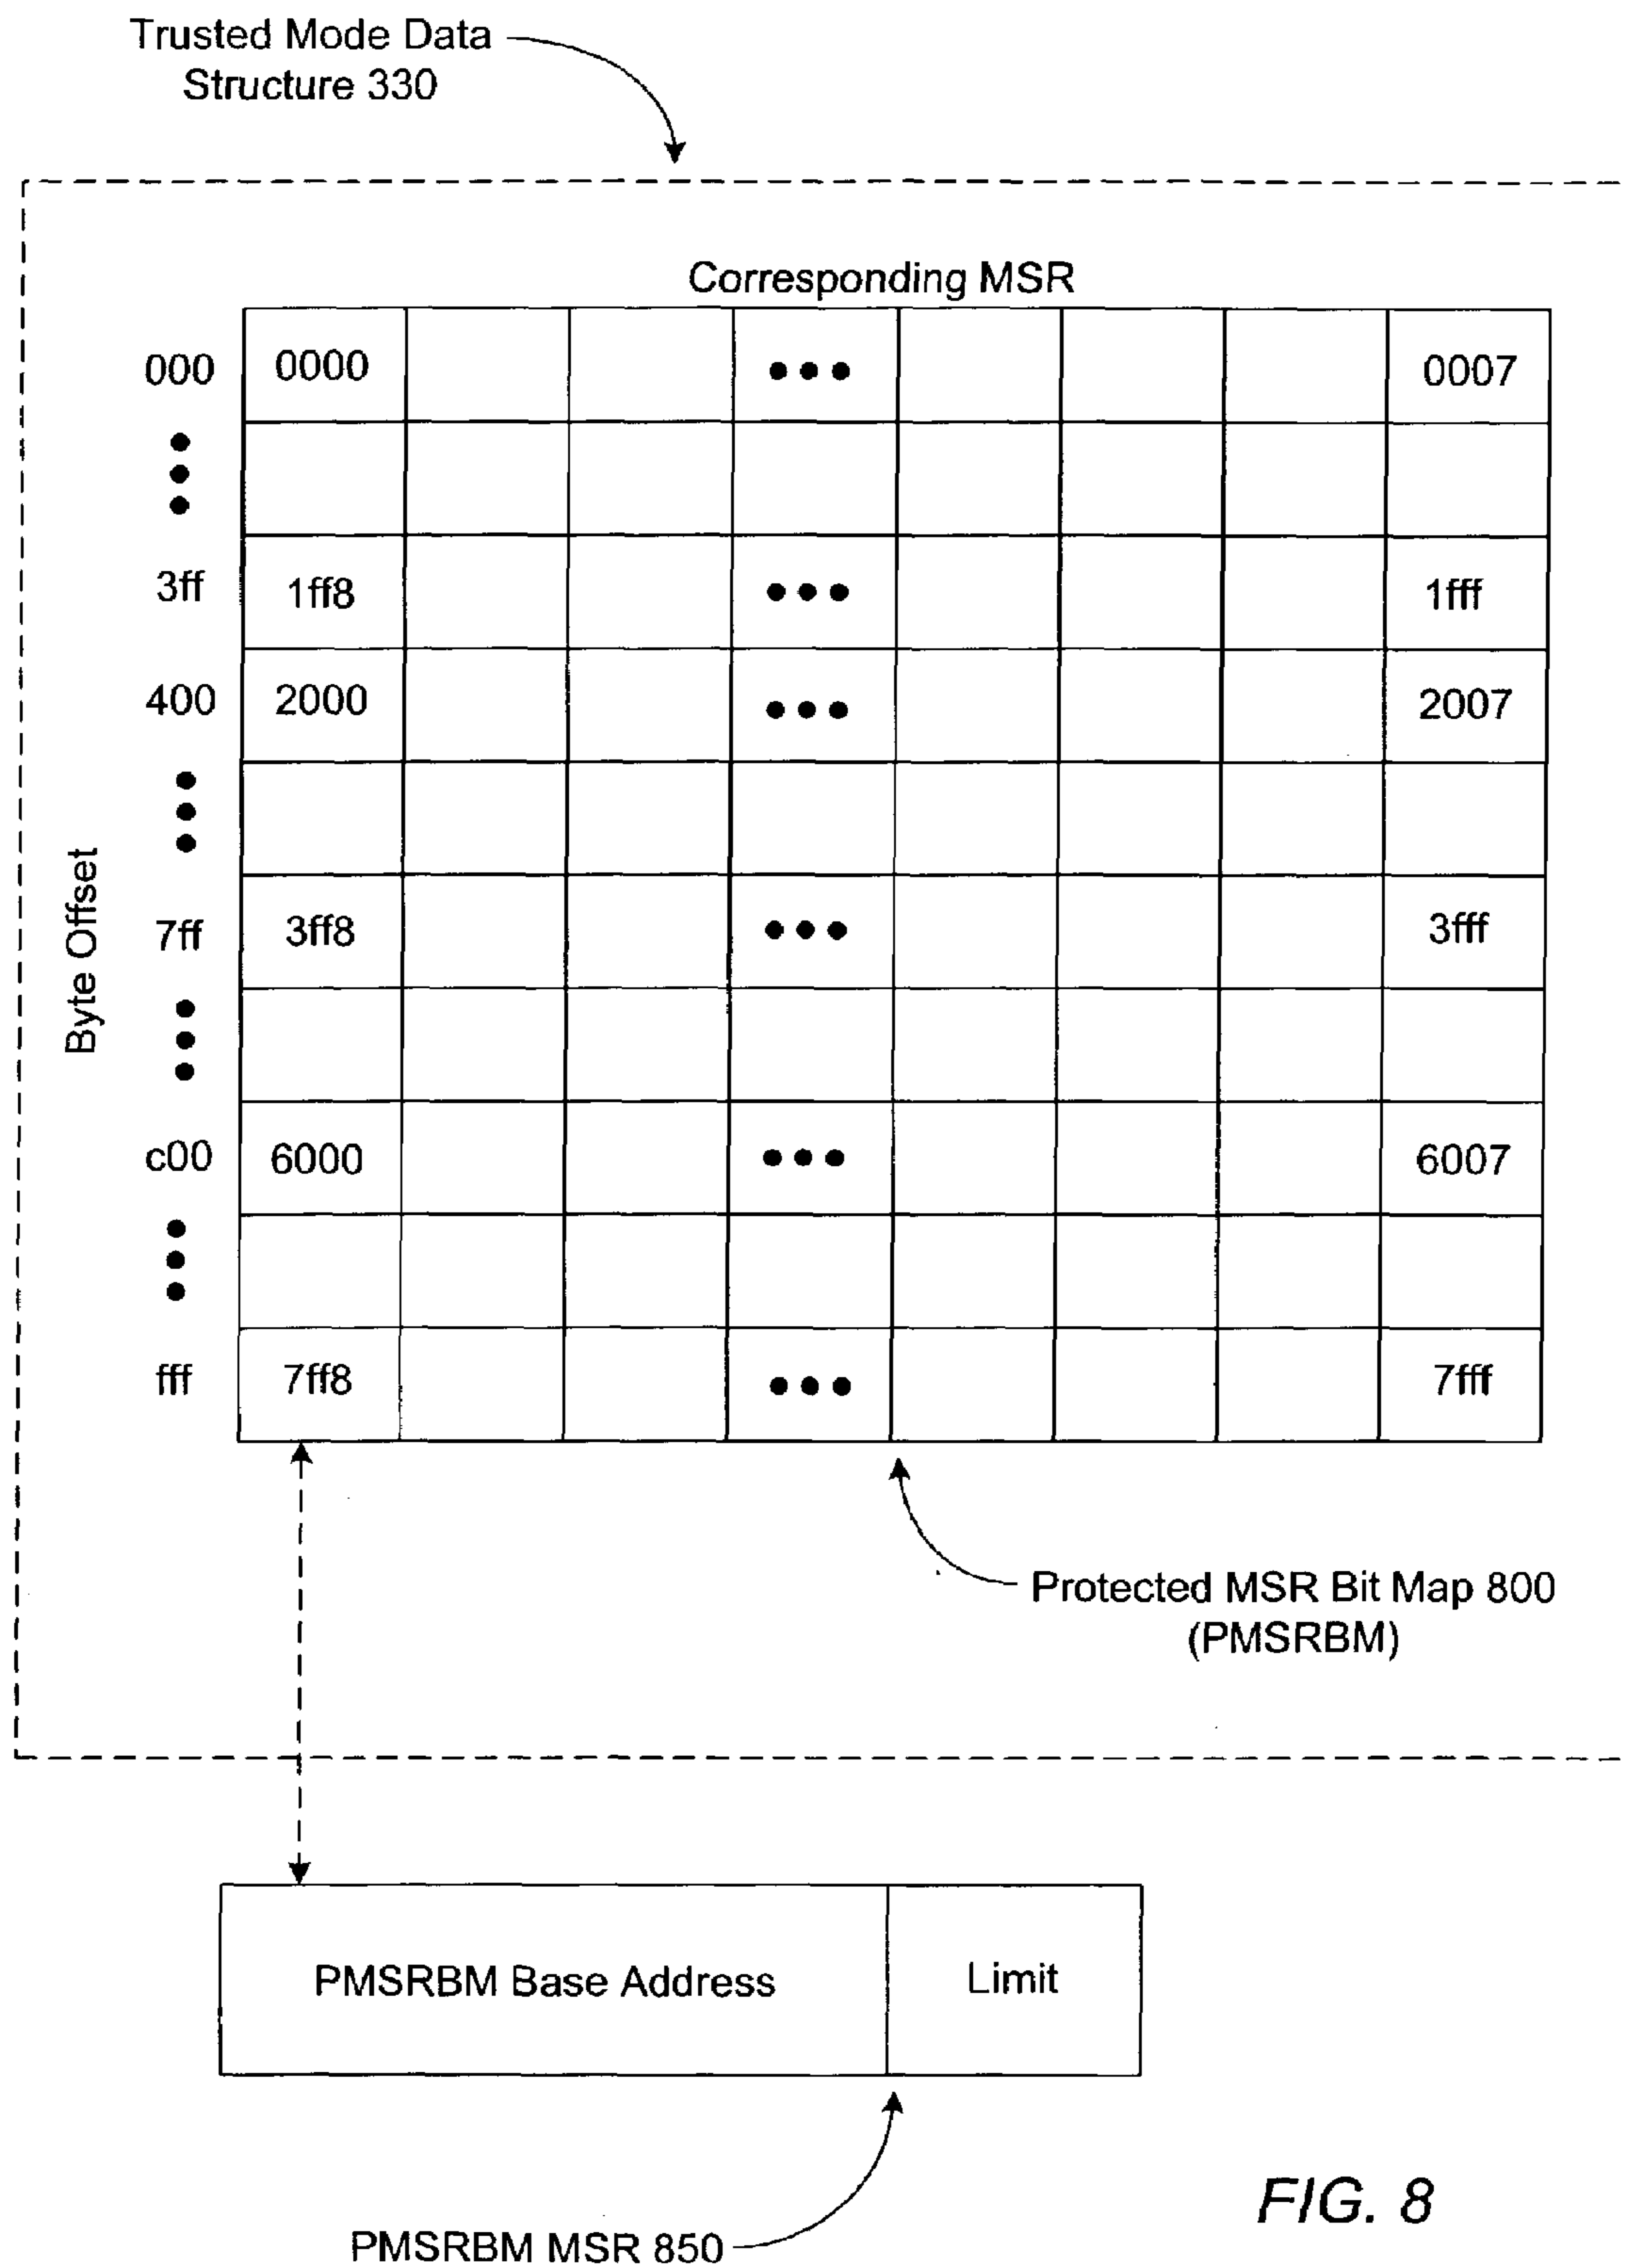 Trusted Mode Data
Structure 330
Corresponding MSR
000 0000 0007
3ff 1ff8 1fff
400 2000 2007
Byte Offset
7ff 3ff8 3fff
c00 6000 6007
fff 7ff8 7fff
Protected MSR Bit Map 800
(PMSRBM)
PMSRBM Base Address Limit
PMSRBM MSR 850
FIG. 8